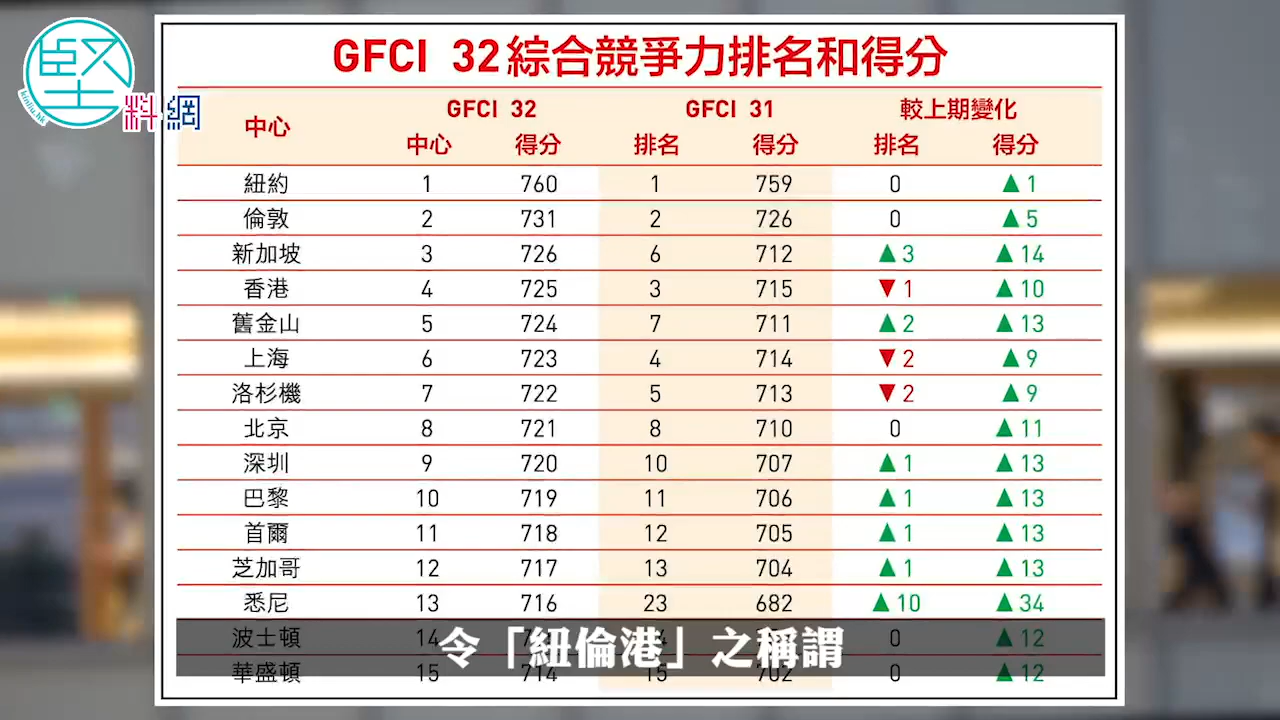 堅料網
kinliu.hk
GFCI 32綜合競爭力排名和得分
中心 GFCI 32 GFCI 31 較上期變化
中心 得分 排名 得分 排名 得分
紐約 1 760 1 759 0 ▲1
倫敦 2 731 2 726 0 ▲5
新加坡 3 726 6 712 ▲3 ▲14
香港 4 725 3 715 ▼1 ▲10
舊金山 5 724 7 711 ▲2 ▲13
上海 6 723 4 714 ▼2 ▲9
洛杉機 7 722 5 713 ▼2 ▲9
北京 8 721 8 710 0 ▲11
深圳 9 720 10 707 ▲1 ▲13
巴黎 10 719 11 706 ▲1 ▲13
首爾 11 718 12 705 ▲1 ▲13
芝加哥 12 717 13 704 ▲1 ▲13
悉尼 13 716 23 682 ▲10 ▲34
波士頓 14 0 ▲12
令「紐倫港」之稱謂
華盛頓 15 714 15 702 0 ▲12